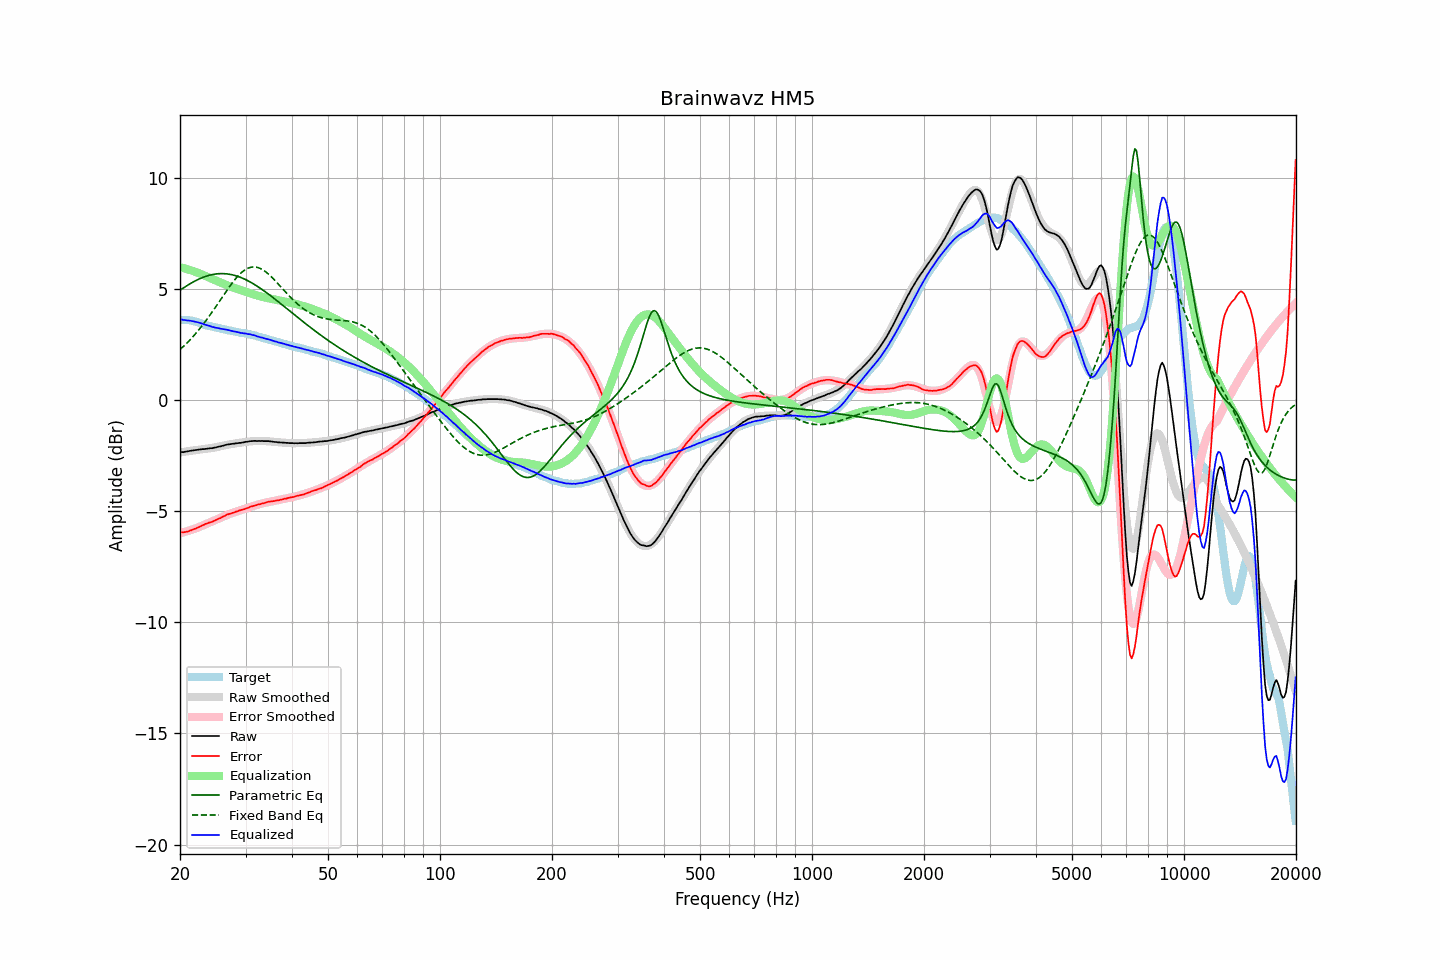 Brainwavz HM5
Amplitude (dBr)
10
5
0
−5
−10
−15
−20
Target
Raw Smoothed
Error Smoothed
Raw
Error
Equalization
Parametric Eq
Fixed Band Eq
Equalized
20 50 100 200 500 1000 2000 5000 10000 20000
Frequency (Hz)